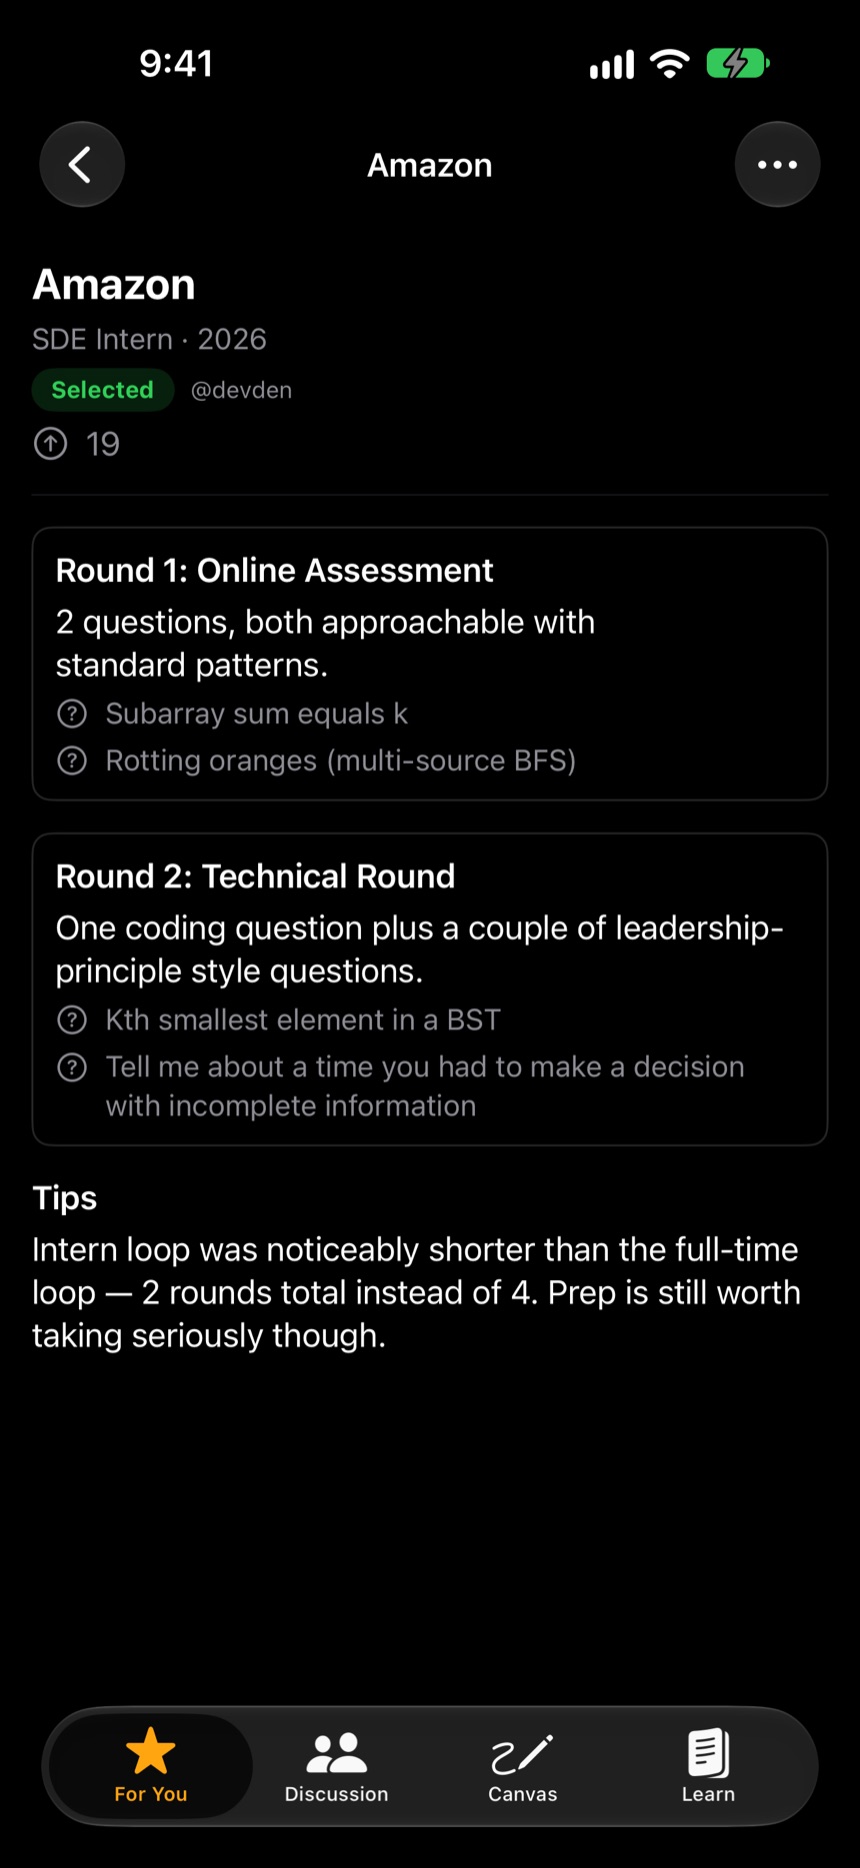 9:41
Amazon
Amazon
SDE Intern · 2026
Selected @devden
19
Round 1: Online Assessment
2 questions, both approachable with
standard patterns.
Subarray sum equals k
Rotting oranges (multi-source BFS)
Round 2: Technical Round
One coding question plus a couple of leadership-
principle style questions.
Kth smallest element in a BST
Tell me about a time you had to make a decision
with incomplete information
Tips
Intern loop was noticeably shorter than the full-time
loop — 2 rounds total instead of 4. Prep is still worth
taking seriously though.
For You Discussion Canvas Learn